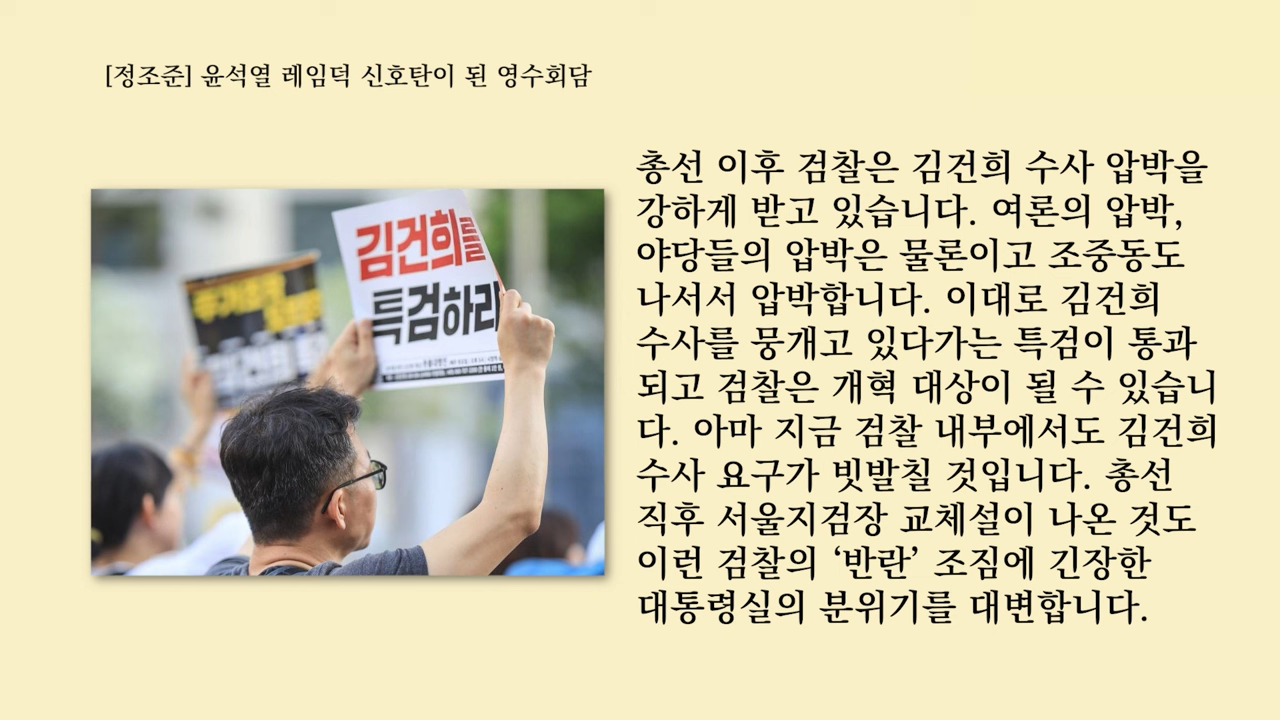 [정조준] 윤석열 레임덕 신호탄이 된 영수회담
총선 이후 검찰은 김건희 수사 압박을
강하게 받고 있습니다. 여론의 압박,
야당들의 압박은 물론이고 조중동도
나서서 압박합니다. 이대로 김건희
수사를 뭉개고 있다가는 특검이 통과
되고 검찰은 개혁 대상이 될 수 있습니
다. 아마 지금 검찰 내부에서도 김건희
수사 요구가 빗발칠 것입니다. 총선
직후 서울지검장 교체설이 나온 것도
이런 검찰의 ‘반란’ 조짐에 긴장한
대통령실의 분위기를 대변합니다.
김건희를
특검하라